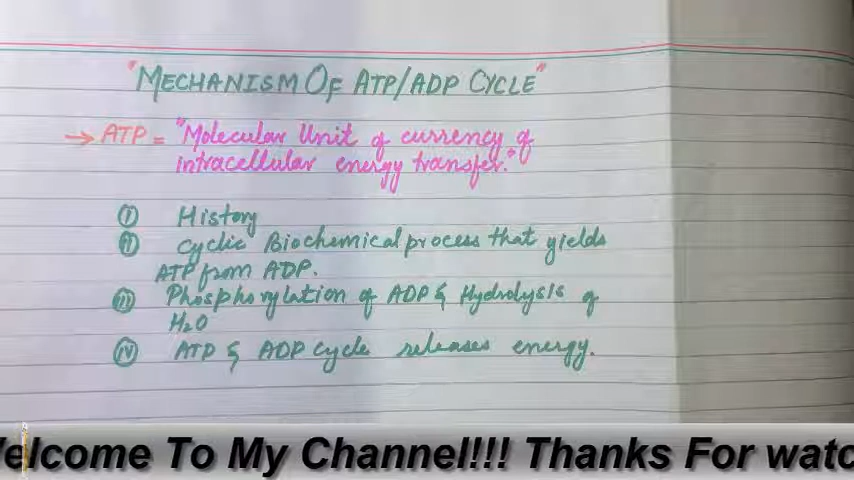 "MECHANISM OF ATP/ADP CYCLE"
→ ATP = "Molecular Unit of currency of
intracellular energy transfer."
(i) History
(ii) Cyclic Biochemical process that yields
ATP from ADP.
(iii) Phosphorylation of ADP & Hydrolysis of
H2O
(iv) ATP & ADP cycle releases energy.
Welcome To My Channel!!! Thanks For watc